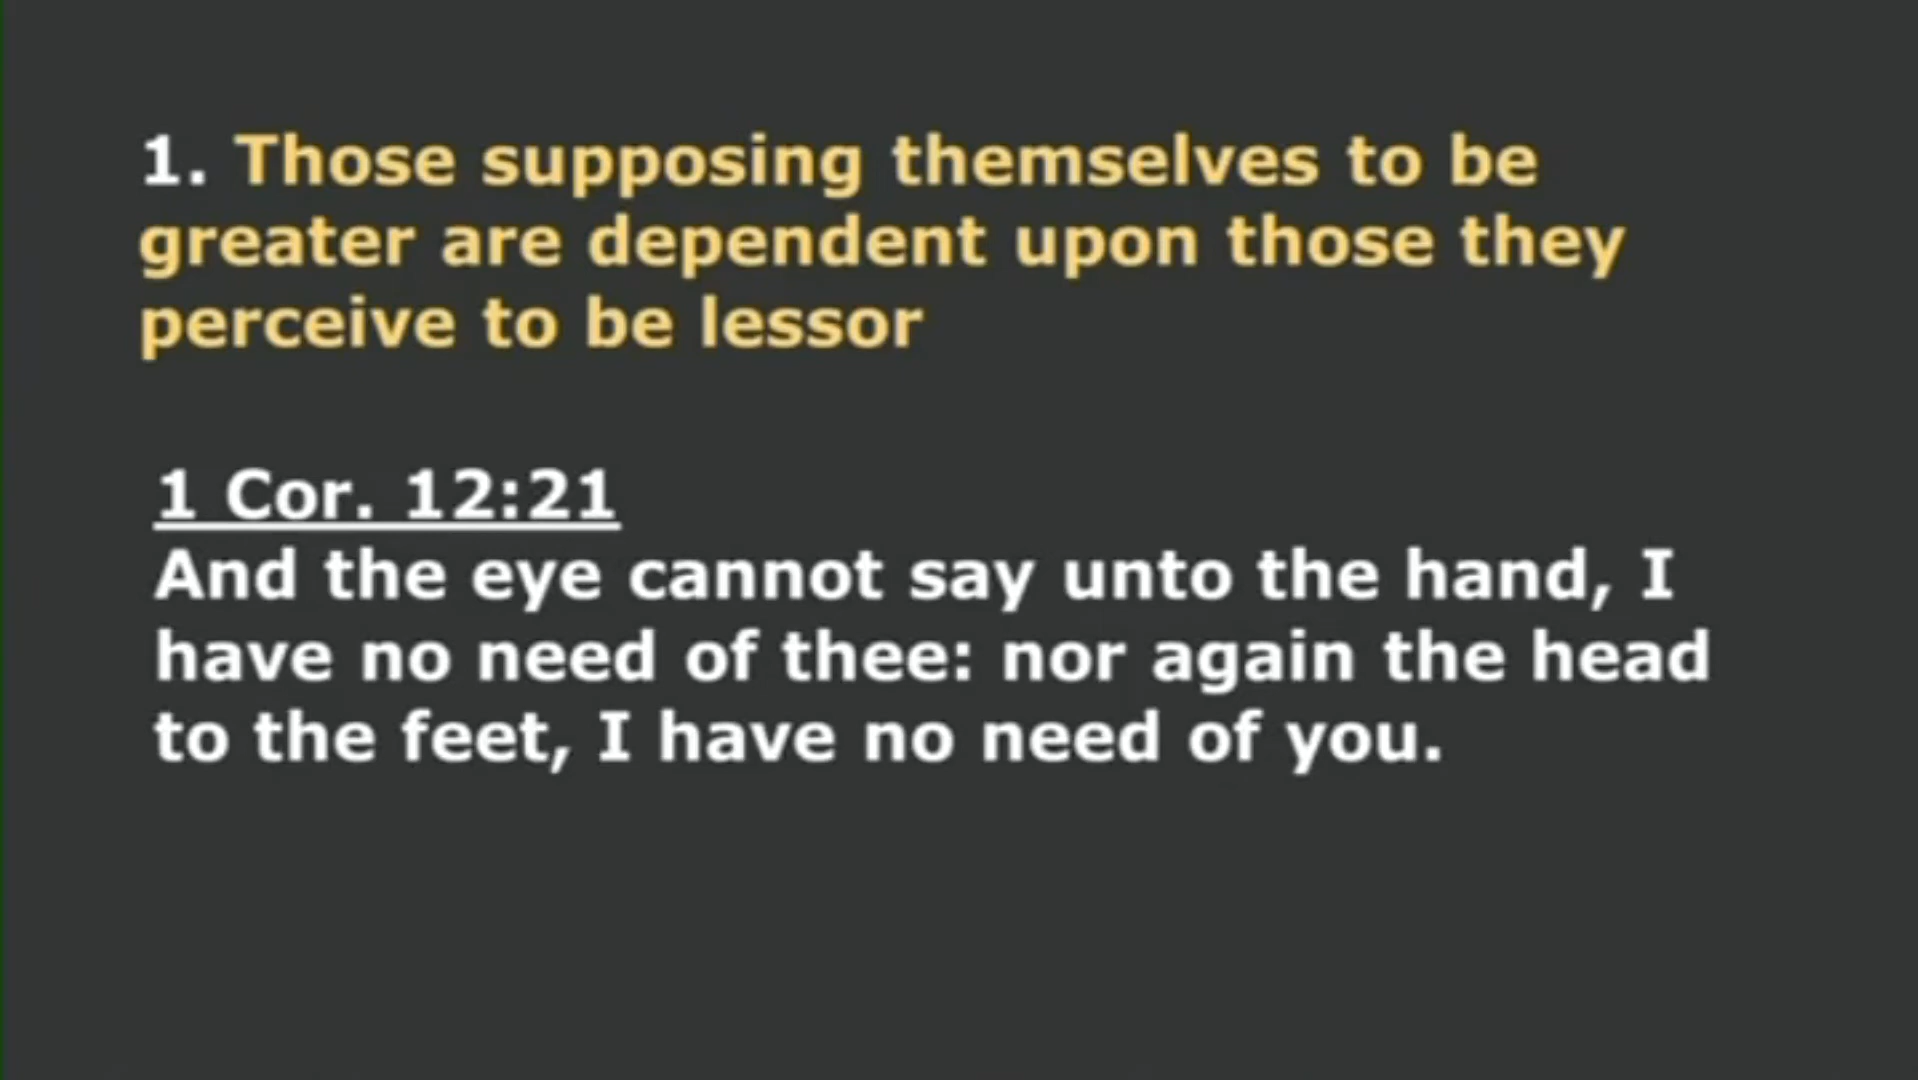 1. Those supposing themselves to be
greater are dependent upon those they
perceive to be lessor
1 Cor. 12:21
And the eye cannot say unto the hand, I
have no need of thee: nor again the head
to the feet, I have no need of you.